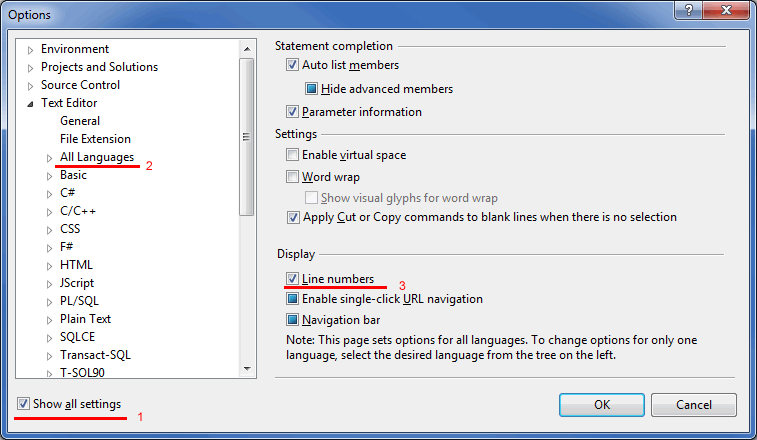 Options
Environment
Projects and Solutions
Source Control
Text Editor
General
File Extension
All Languages 2
Basic
C#
C/C++
CSS
F#
HTML
JScript
PL/SQL
Plain Text
SQLCE
Transact-SQL
T-SQL90
Show all settings
1
Statement completion
Auto list members
Hide advanced members
Parameter information
Settings
Enable virtual space
Word wrap
Show visual glyphs for word wrap
Apply Cut or Copy commands to blank lines when there is no selection
Display
Line numbers 3
Enable single-click URL navigation
Navigation bar
Note: This page sets options for all languages. To change options for only one
language, select the desired language from the tree on the left.
OK
Cancel